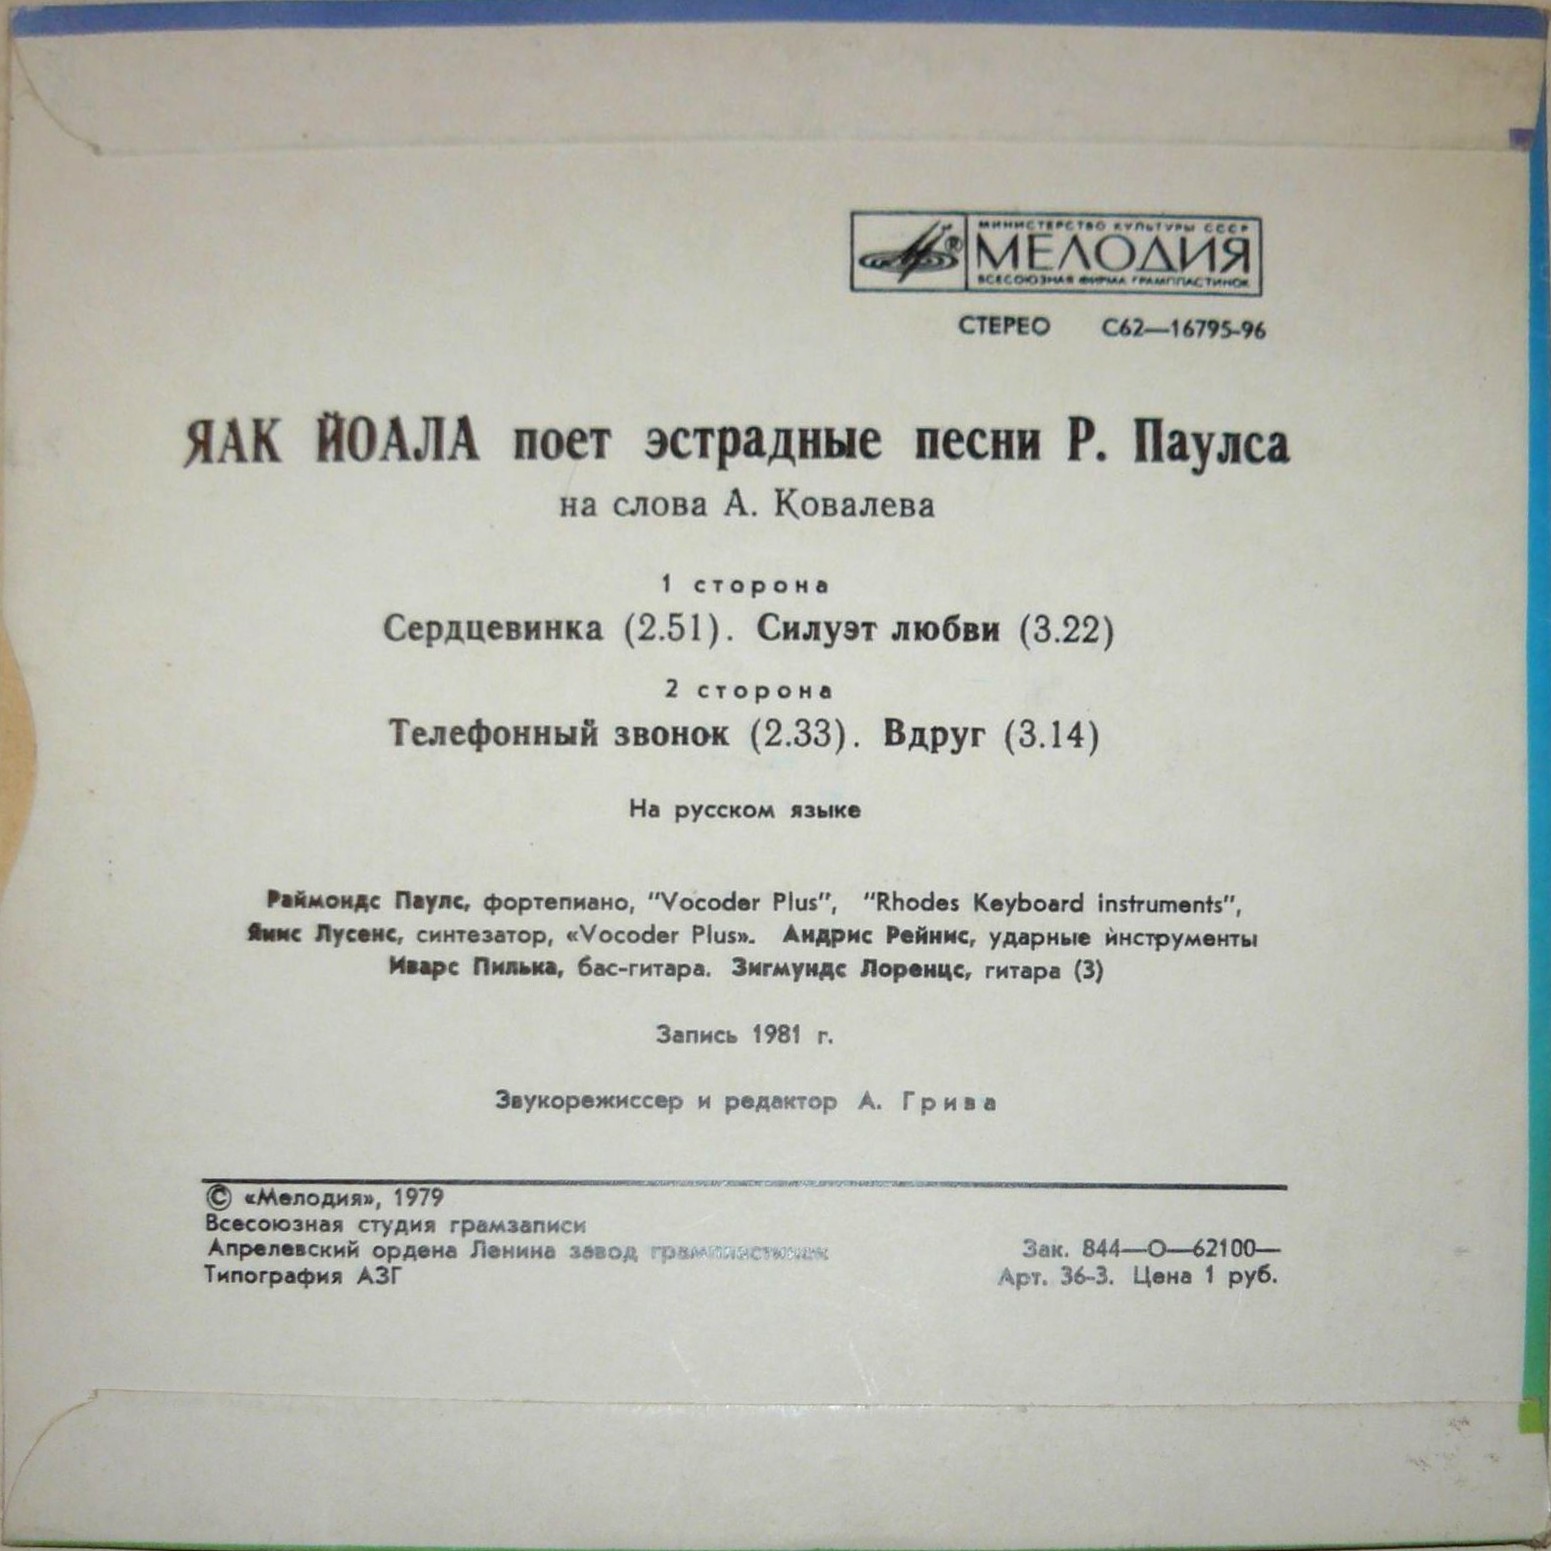 МИНИСТЕРСТВО КУЛЬТУРЫ СССР
МЕЛОДИЯ
ВСЕСОЮЗНАЯ ФИРМА ГРАМПЛАСТИНОК
СТЕРЕО С62—16795-96
ЯАК ЙОАЛА поет эстрадные песни Р. Паулса
на слова А. Ковалева
1 сторона
Сердцевинка (2.51). Силуэт любви (3.22)
2 сторона
Телефонный звонок (2.33). Вдруг (3.14)
На русском языке
Раймондс Паулс, фортепиано, "Vocoder Plus", "Rhodes Keyboard instruments",
Янис Лусенс, синтезатор, «Vocoder Plus». Андрис Рейнис, ударные инструменты
Иварс Пилька, бас-гитара. Зигмундс Лоренцс, гитара (3)
Запись 1981 г.
Звукорежиссер и редактор А. Грива
© «Мелодия», 1979
Всесоюзная студия грамзаписи
Апрелевский ордена Ленина завод грампластинок Зак. 844—О—62100—
Типография АЗГ Арт. 36-3. Цена 1 руб.